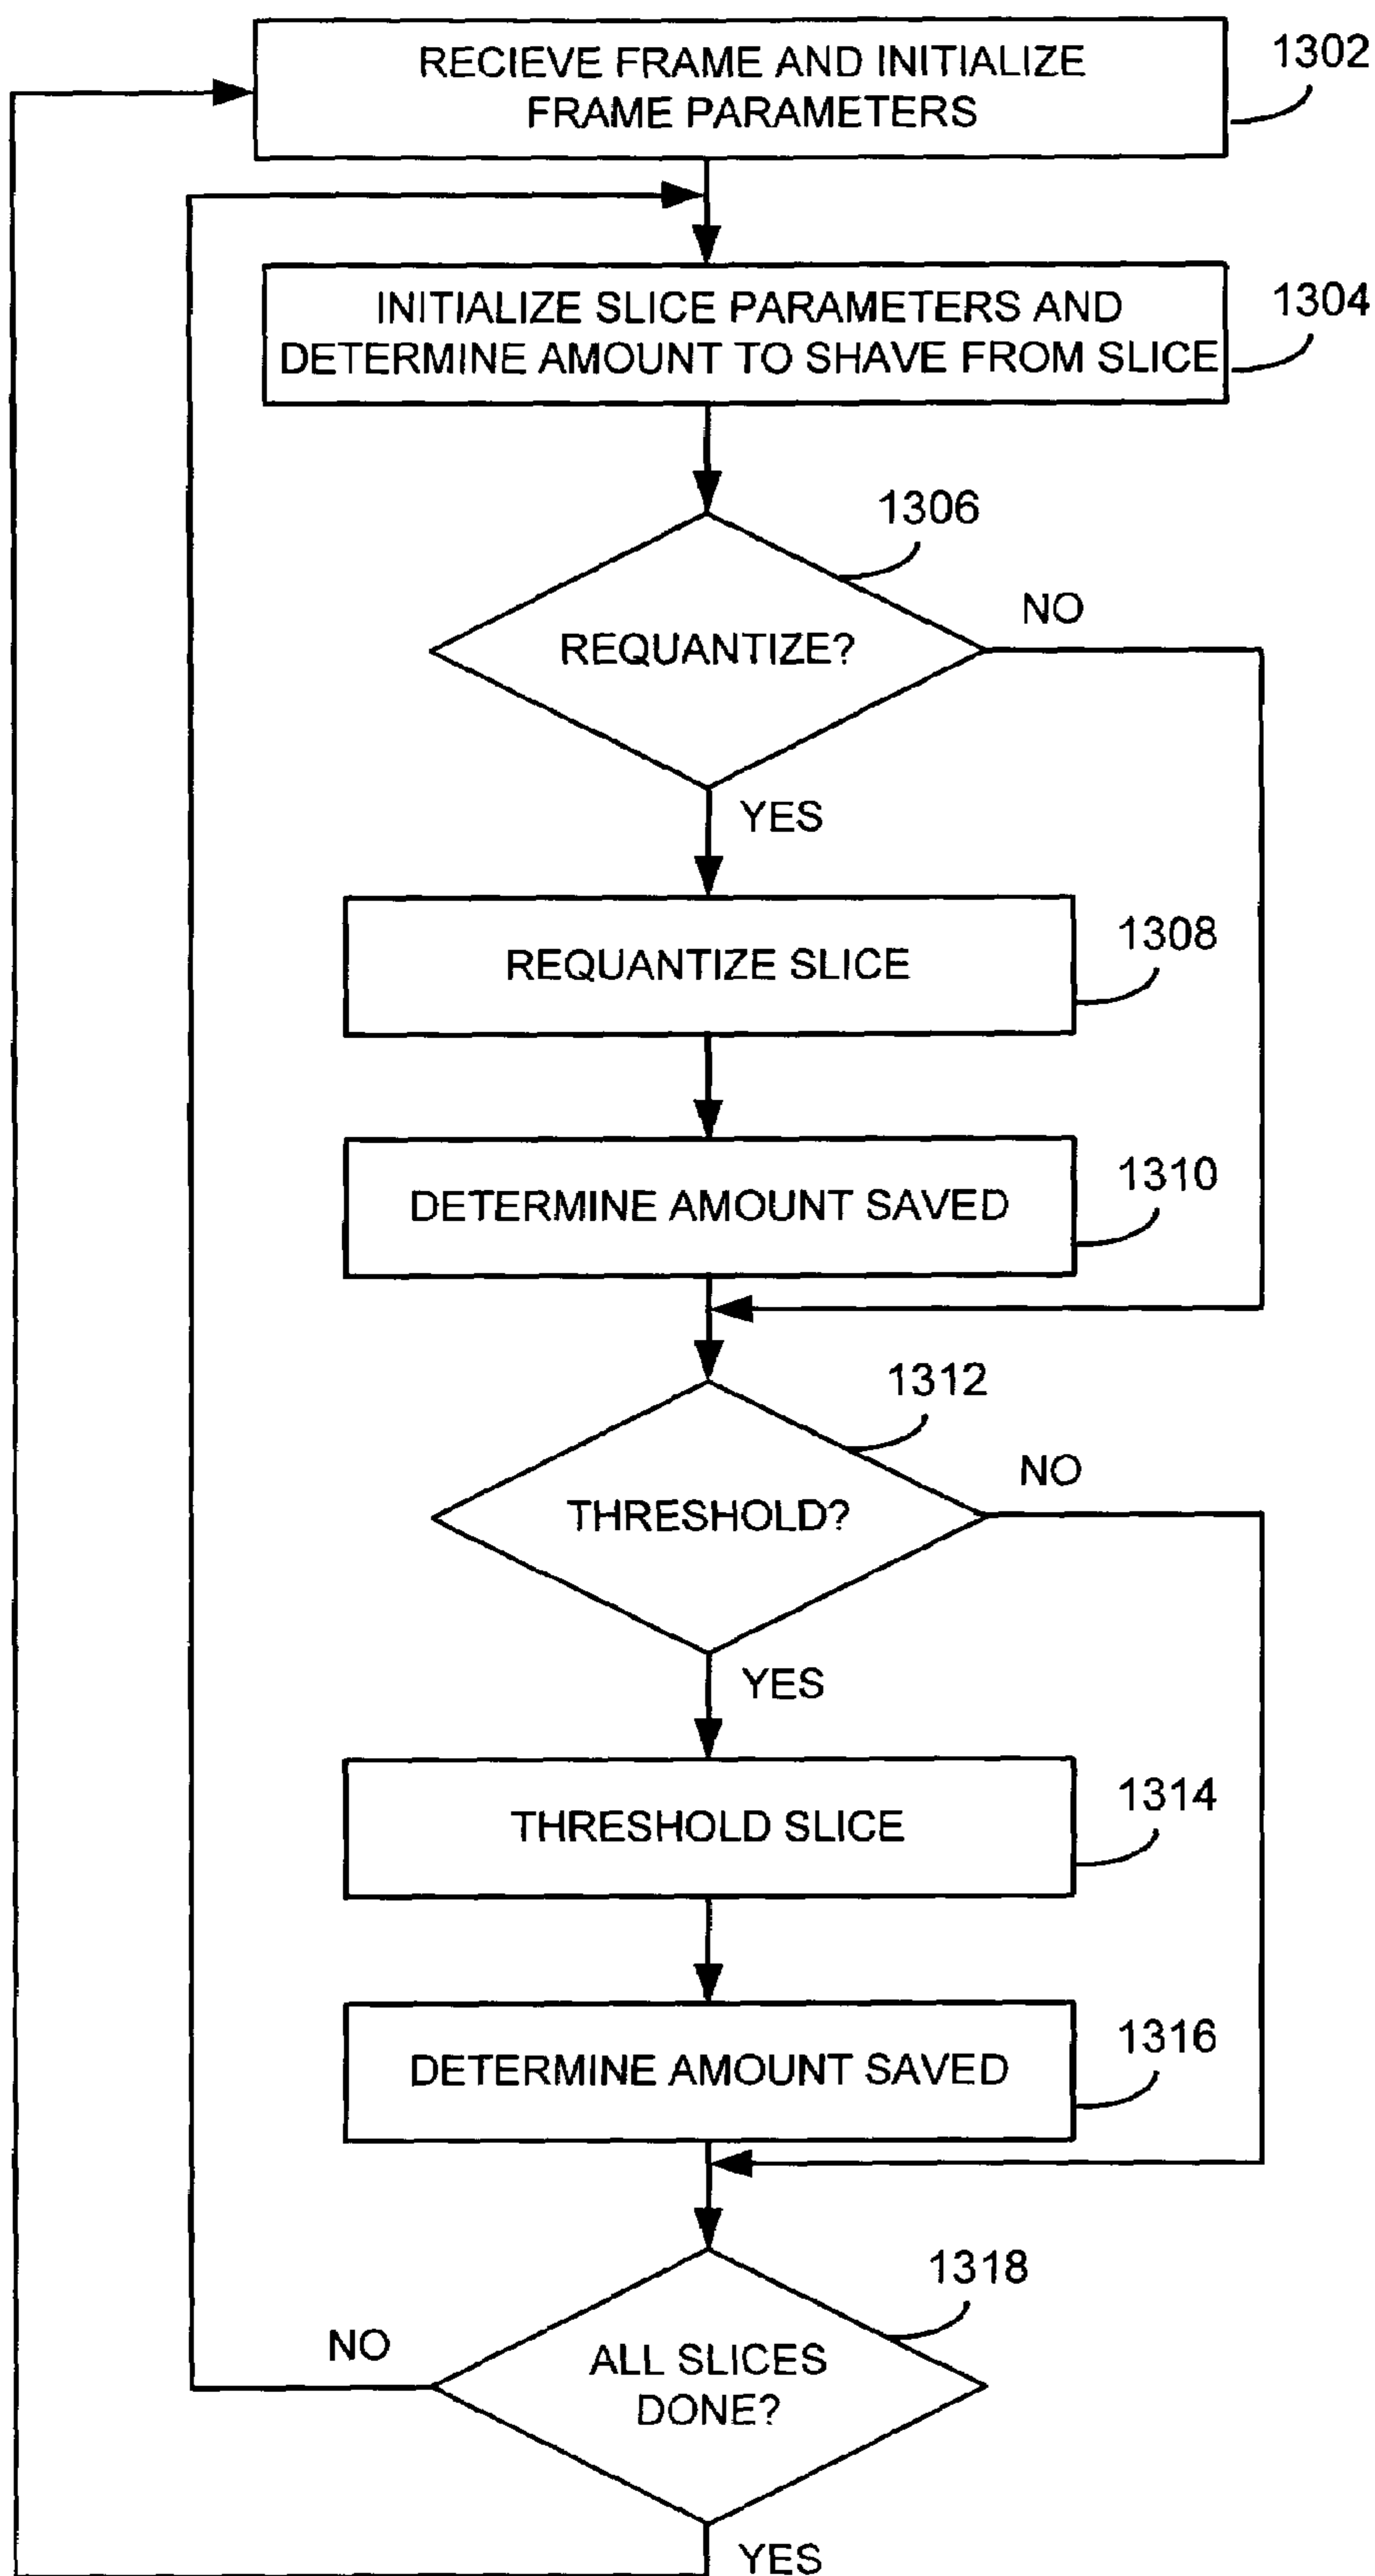 RECIEVE FRAME AND INITIALIZE
FRAME PARAMETERS
1302
INITIALIZE SLICE PARAMETERS AND
DETERMINE AMOUNT TO SHAVE FROM SLICE
1304
1306
REQUANTIZE?
NO
YES
REQUANTIZE SLICE
1308
DETERMINE AMOUNT SAVED
1310
1312
THRESHOLD?
NO
YES
THRESHOLD SLICE
1314
DETERMINE AMOUNT SAVED
1316
1318
ALL SLICES
DONE?
NO
YES